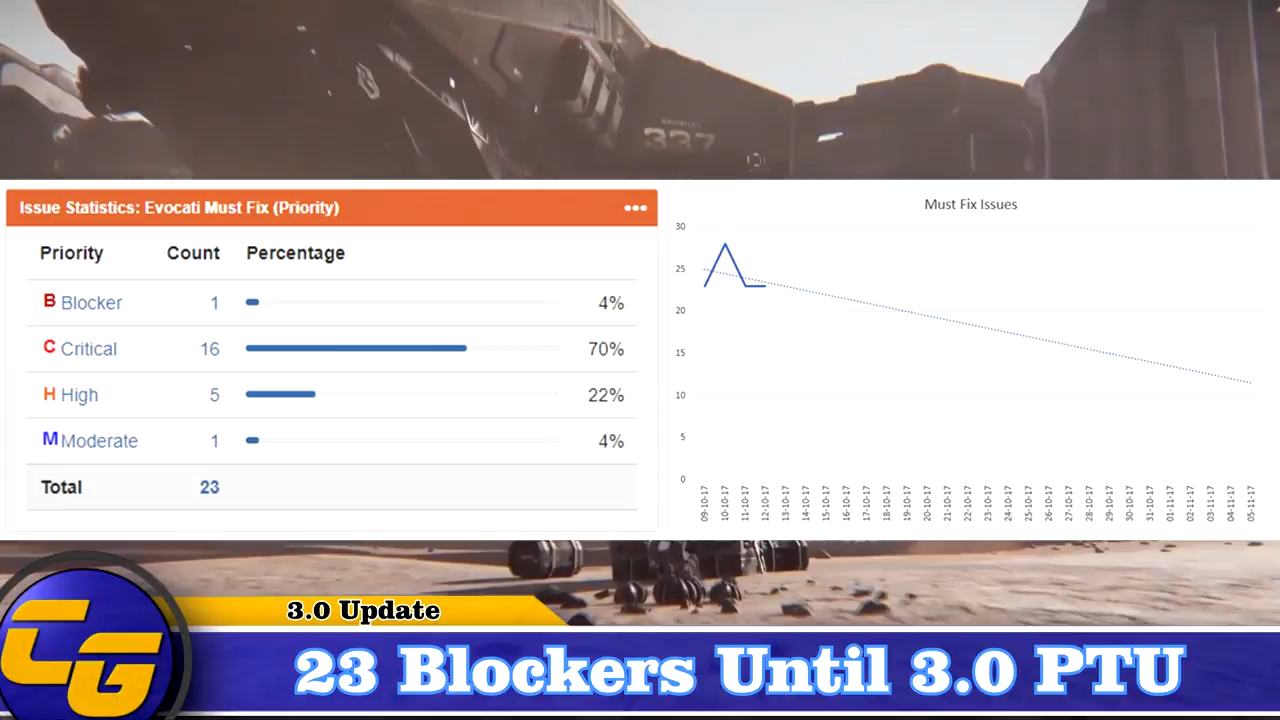 337
Issue Statistics: Evocati Must Fix (Priority)
Priority Count Percentage
B Blocker 1 4%
C Critical 16 70%
H High 5 22%
M Moderate 1 4%
Total 23
Must Fix Issues
30
25
20
15
10
5
0
09-10-17 10-10-17 11-10-17 12-10-17 13-10-17 14-10-17 15-10-17 16-10-17 17-10-17 18-10-17 19-10-17 20-10-17 21-10-17 22-10-17 23-10-17 24-10-17 25-10-17 26-10-17 27-10-17 28-10-17 29-10-17 30-10-17 31-10-17 01-11-17 02-11-17 03-11-17 04-11-17 05-11-17
CG
3.0 Update
23 Blockers Until 3.0 PTU